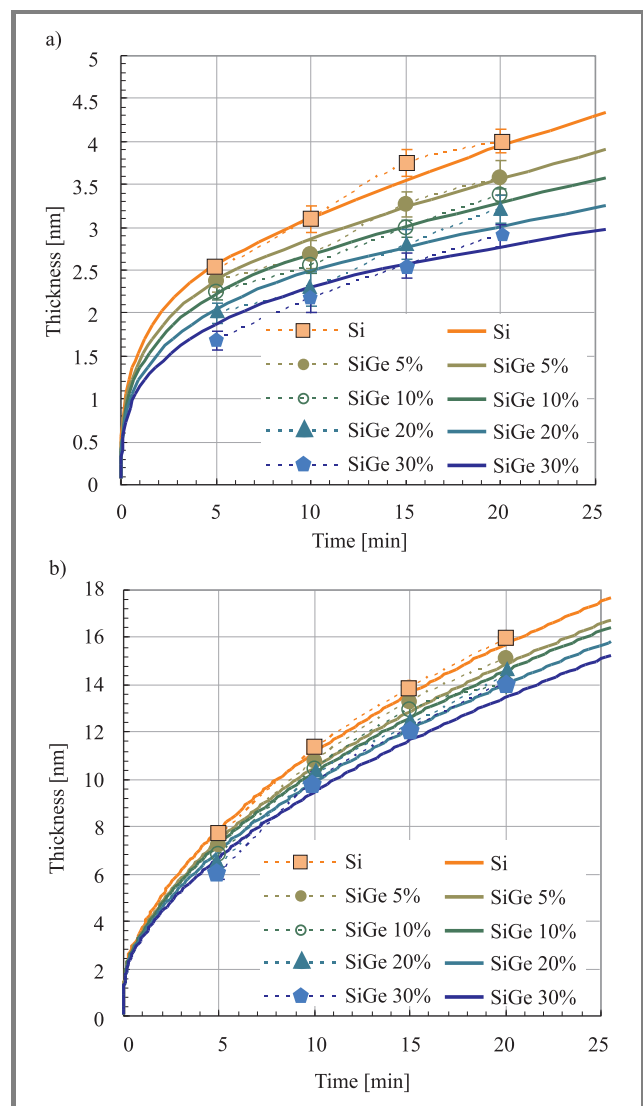 a)
5
4.5
4
3.5
3
2.5
2
1.5
1
0.5
0
Thickness [nm]
Si Si
SiGe 5% SiGe 5%
SiGe 10% SiGe 10%
SiGe 20% SiGe 20%
SiGe 30% SiGe 30%
0 5 10 15 20 25
Time [min]
b)
18
16
14
12
10
8
6
4
2
0
Thickness [nm]
Si Si
SiGe 5% SiGe 5%
SiGe 10% SiGe 10%
SiGe 20% SiGe 20%
SiGe 30% SiGe 30%
0 5 10 15 20 25
Time [min]